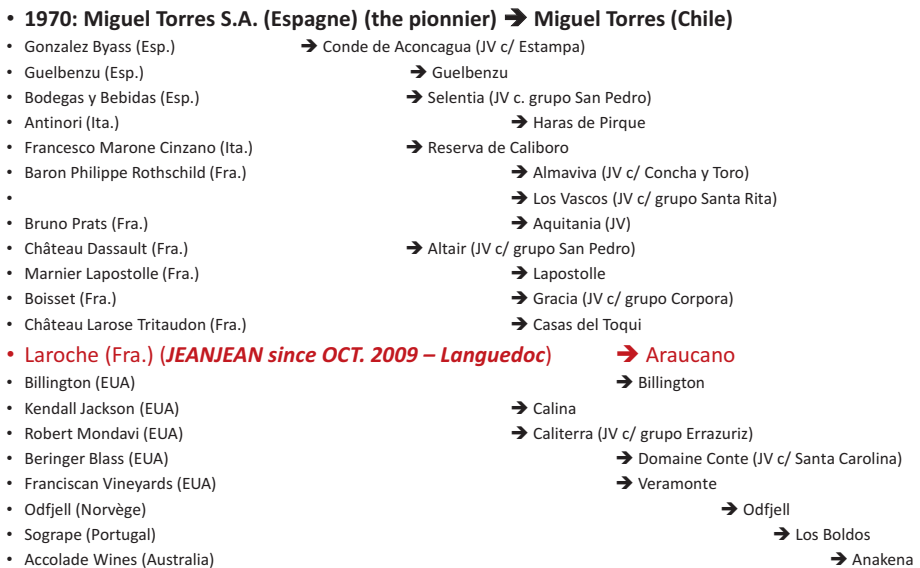 • 1970: Miguel Torres S.A. (Espagne) (the pionnier) ➔ Miguel Torres (Chile)
• Gonzalez Byass (Esp.) ➔ Conde de Aconcagua (JV c/ Estampa)
• Guelbenzu (Esp.) ➔ Guelbenzu
• Bodegas y Bebidas (Esp.) ➔ Selentia (JV c. grupo San Pedro)
• Antinori (Ita.) ➔ Haras de Pirque
• Francesco Marone Cinzano (Ita.) ➔ Reserva de Caliboro
• Baron Philippe Rothschild (Fra.) ➔ Almaviva (JV c/ Concha y Toro)
• ➔ Los Vascos (JV c/ grupo Santa Rita)
• Bruno Prats (Fra.) ➔ Aquitania (JV)
• Château Dassault (Fra.) ➔ Altair (JV c/ grupo San Pedro)
• Marnier Lapostolle (Fra.) ➔ Lapostolle
• Boisset (Fra.) ➔ Gracia (JV c/ grupo Corpora)
• Château Larose Tritaudon (Fra.) ➔ Casas del Toqui
• Laroche (Fra.) (JEANJEAN since OCT. 2009 – Languedoc) ➔ Araucano
• Billington (EUA) ➔ Billington
• Kendall Jackson (EUA) ➔ Calina
• Robert Mondavi (EUA) ➔ Caliterra (JV c/ grupo Errazuriz)
• Beringer Blass (EUA) ➔ Domaine Conte (JV c/ Santa Carolina)
• Franciscan Vineyards (EUA) ➔ Veramonte
• Odfjell (Norvège) ➔ Odfjell
• Sogrape (Portugal) ➔ Los Boldos
• Accolade Wines (Australia) ➔ Anakena